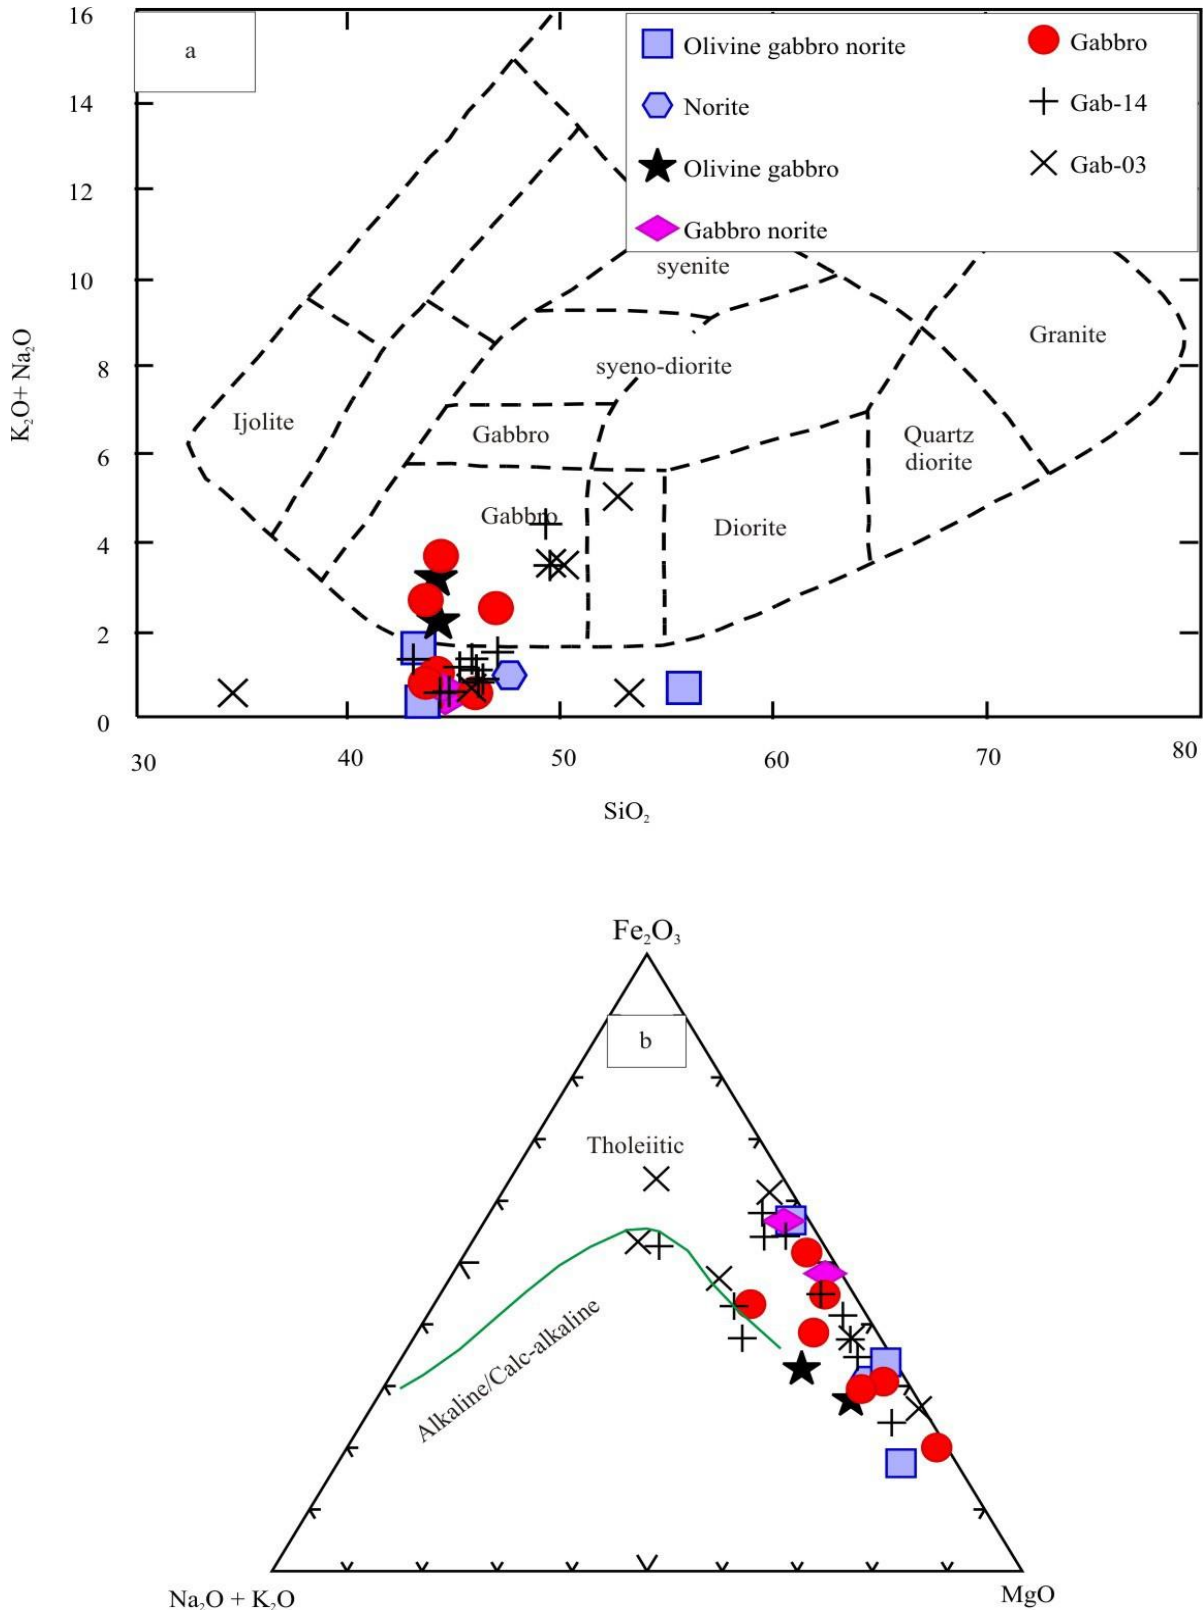 16
a
Olivine gabbro norite
Gabbro
14
Norite
Gab-14
12
Olivine gabbro
Gab-03
Gabbro norite
10
syenite
Granite
K₂O+ Na₂O
8
syeno-diorite
Ijolite
6
Gabbro
Quartz
diorite
Gabbro
Diorite
4
2
0
30
40
50
60
70
80
SiO₂
Fe₂O₃
b
Tholeiitic
Alkaline/Calc-alkaline
Na₂O + K₂O
MgO